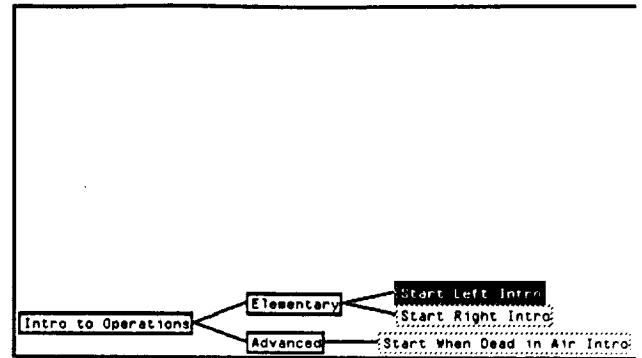 Start Left Intro
Elementary
Start Right Intro
Intro to Operations
Advanced
Start When Dead in Air Intro